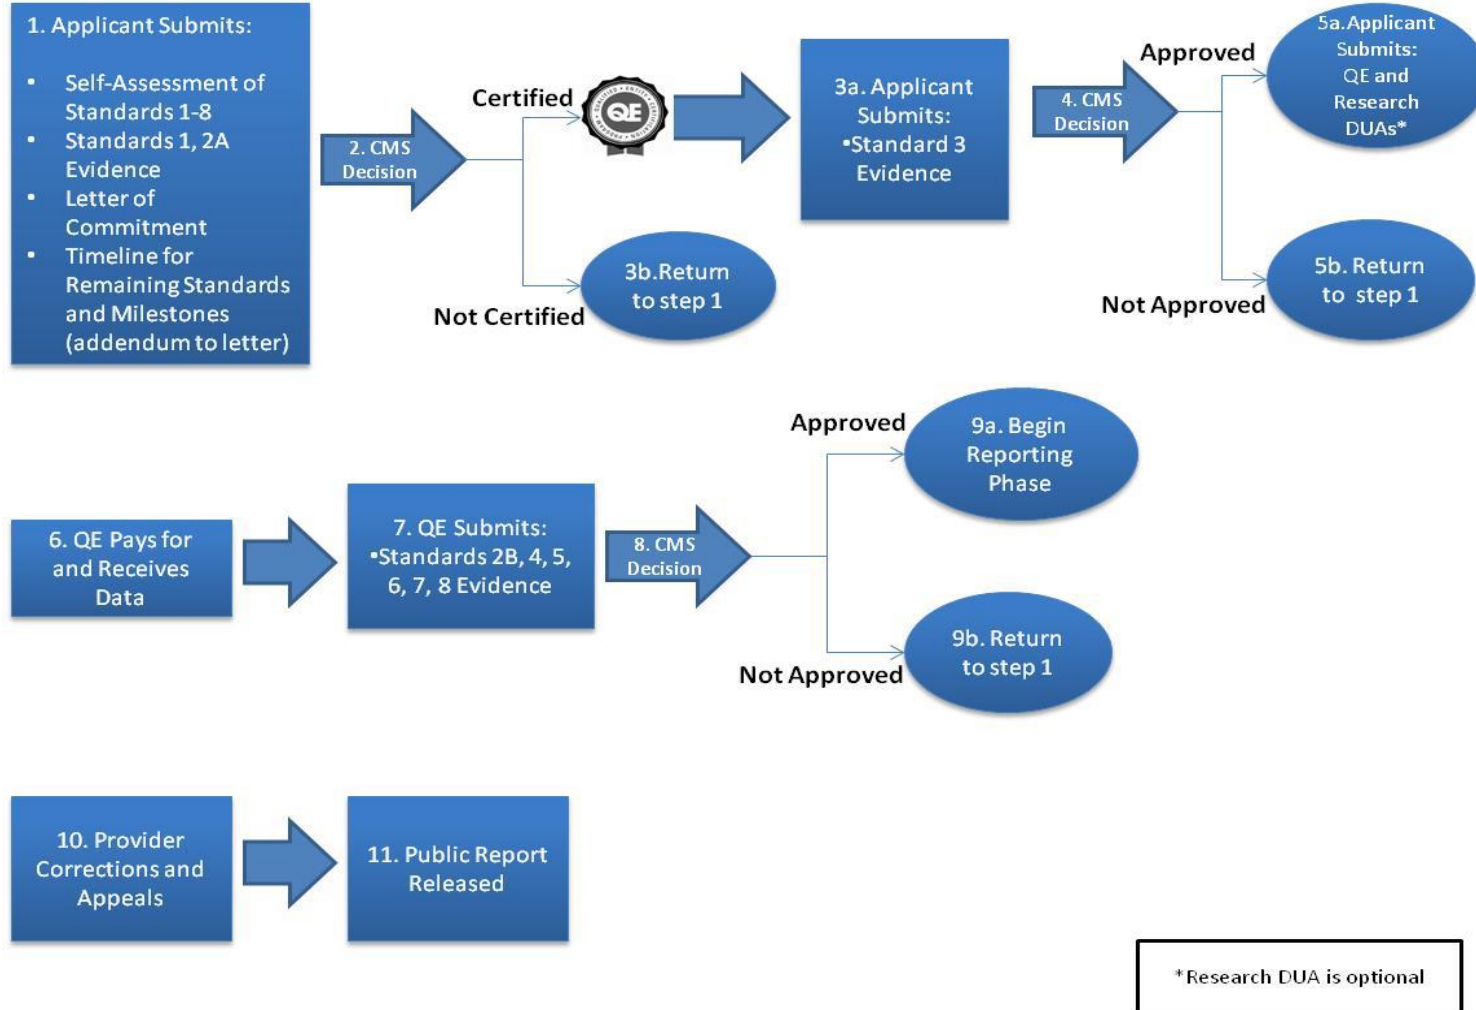 1. Applicant Submits:
• Self-Assessment of
Standards 1-8
• Standards 1, 2A
Evidence
• Letter of
Commitment
• Timeline for
Remaining Standards
and Milestones
(addendum to letter)
2. CMS
Decision
Certified
QE
QUALIFIED • ENTITY • CERTIFICATION • PROGRAM
Not Certified
3b.Return
to step 1
3a. Applicant
Submits:
•Standard 3
Evidence
4. CMS
Decision
Approved
5a.Applicant
Submits:
QE and
Research
DUAs*
Not Approved
5b. Return
to step 1
6. QE Pays for
and Receives
Data
7. QE Submits:
•Standards 2B, 4, 5,
6, 7, 8 Evidence
8. CMS
Decision
Approved
9a. Begin
Reporting
Phase
Not Approved
9b. Return
to step 1
10. Provider
Corrections and
Appeals
11. Public Report
Released
*Research DUA is optional